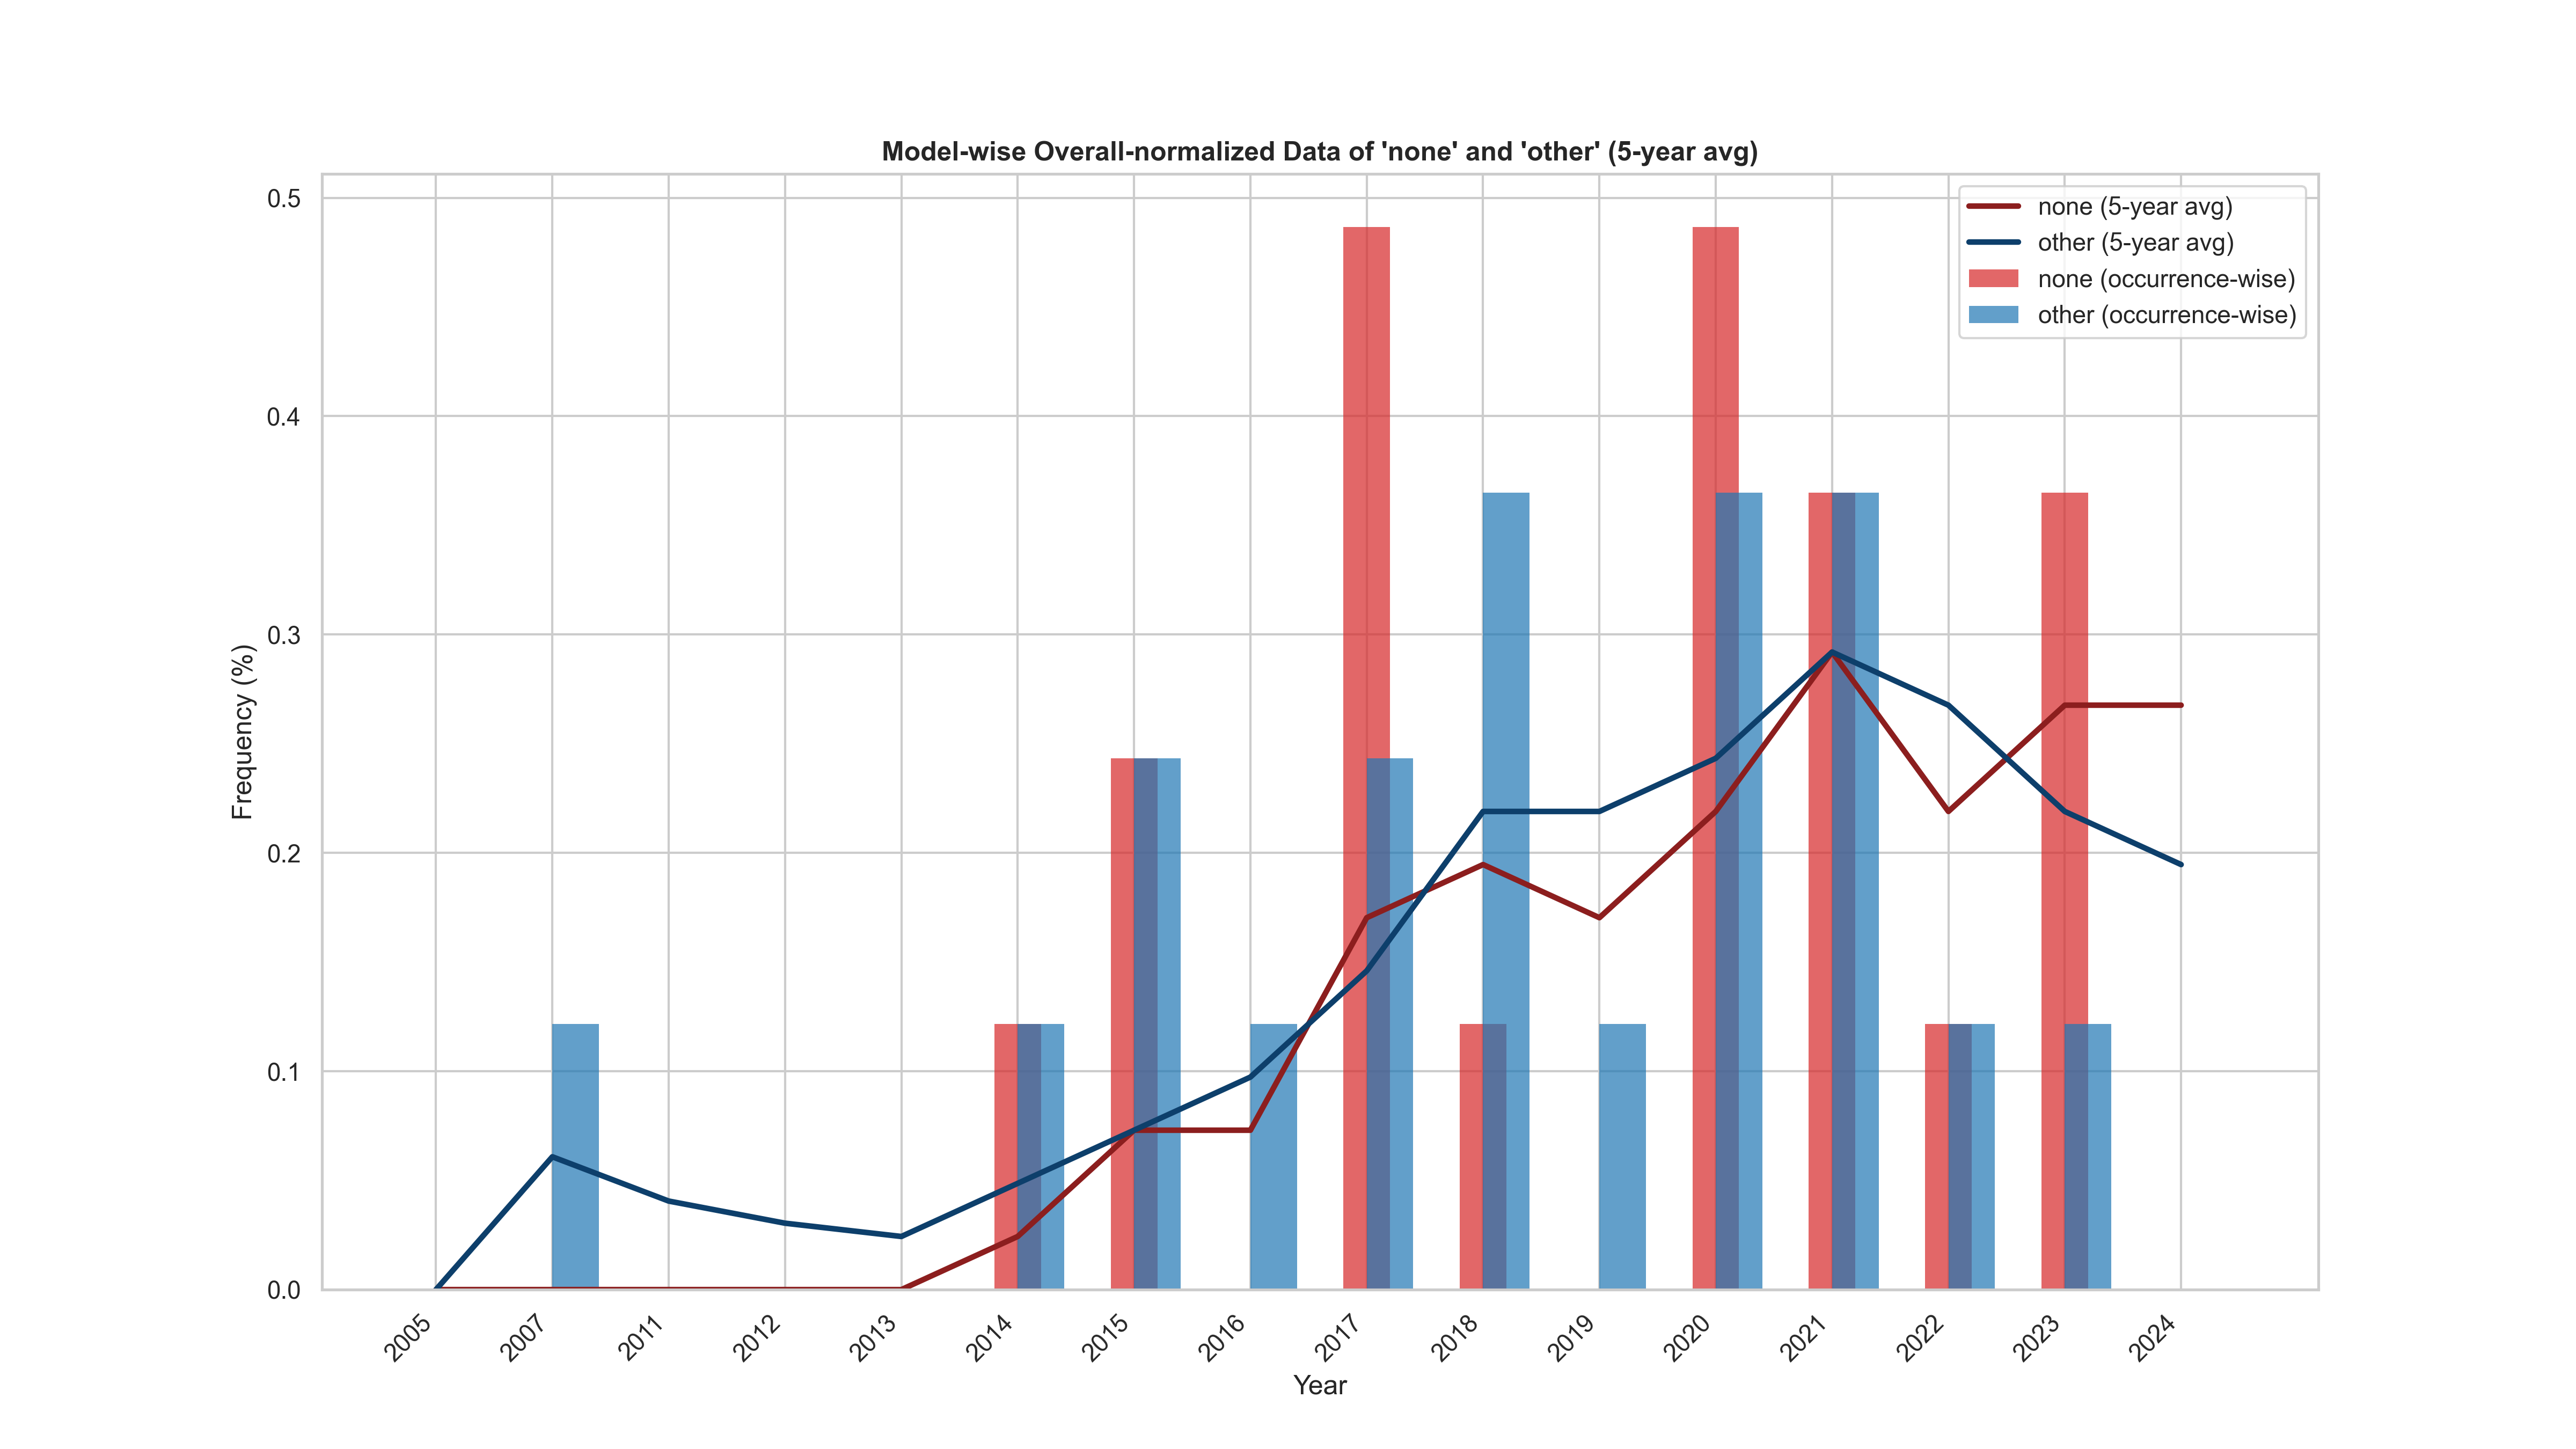 Model-wise Overall-normalized Data of 'none' and 'other' (5-year avg)
none (5-year avg)
other (5-year avg)
none (occurrence-wise)
other (occurrence-wise)
Frequency (%)
0.5
0.4
0.3
0.2
0.1
0.0
2005 2007 2011 2012 2013 2014 2015 2016 2017 2018 2019 2020 2021 2022 2023 2024
Year